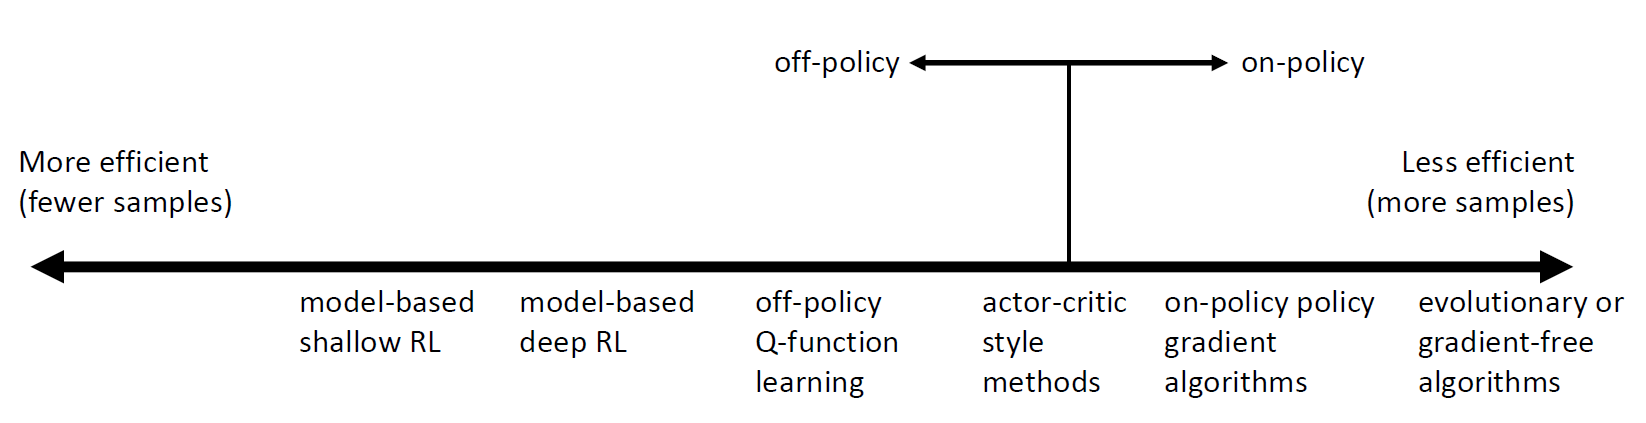 off-policy
on-policy
More efficient
(fewer samples)
Less efficient
(more samples)
model-based
shallow RL
model-based
deep RL
off-policy
Q-function
learning
actor-critic
style
methods
on-policy policy
gradient
algorithms
evolutionary or
gradient-free
algorithms